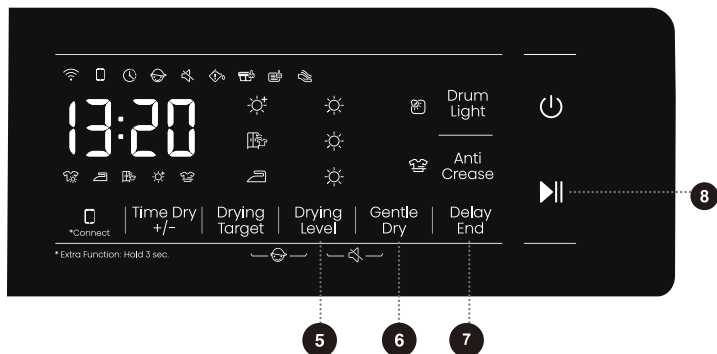 Drum
Light
13:20
Anti
Crease
*Connect
Time Dry
+/-
Drying
Target
Drying
Level
Gentle
Dry
Delay
End
* Extra Function: Hold 3 sec.
8
5
6
7